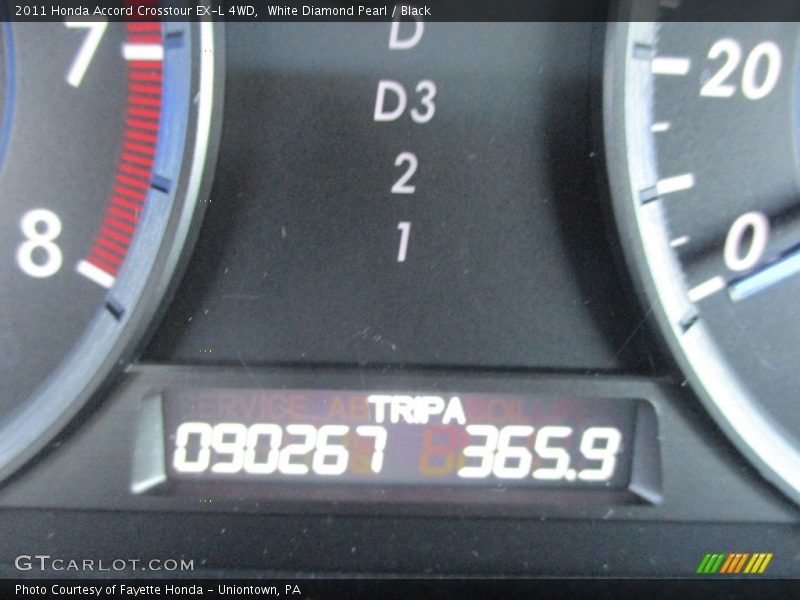 2011 Honda Accord Crosstour EX-L 4WD, White Diamond Pearl / Black
D
7
20
D3
2
8
1
0
TRIP A
090267 365.9
GTCARLOT.COM
Photo Courtesy of Fayette Honda - Uniontown, PA